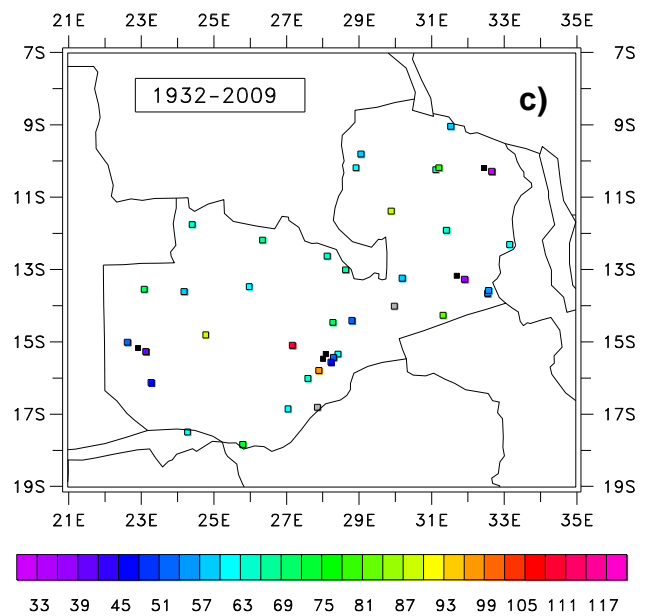 21E 23E 25E 27E 29E 31E 33E 35E
7S 7S
1932-2009 c)
9S 9S
11S 11S
13S 13S
15S 15S
17S 17S
19S 19S
21E 23E 25E 27E 29E 31E 33E 35E
33 39 45 51 57 63 69 75 81 87 93 99 105 111 117